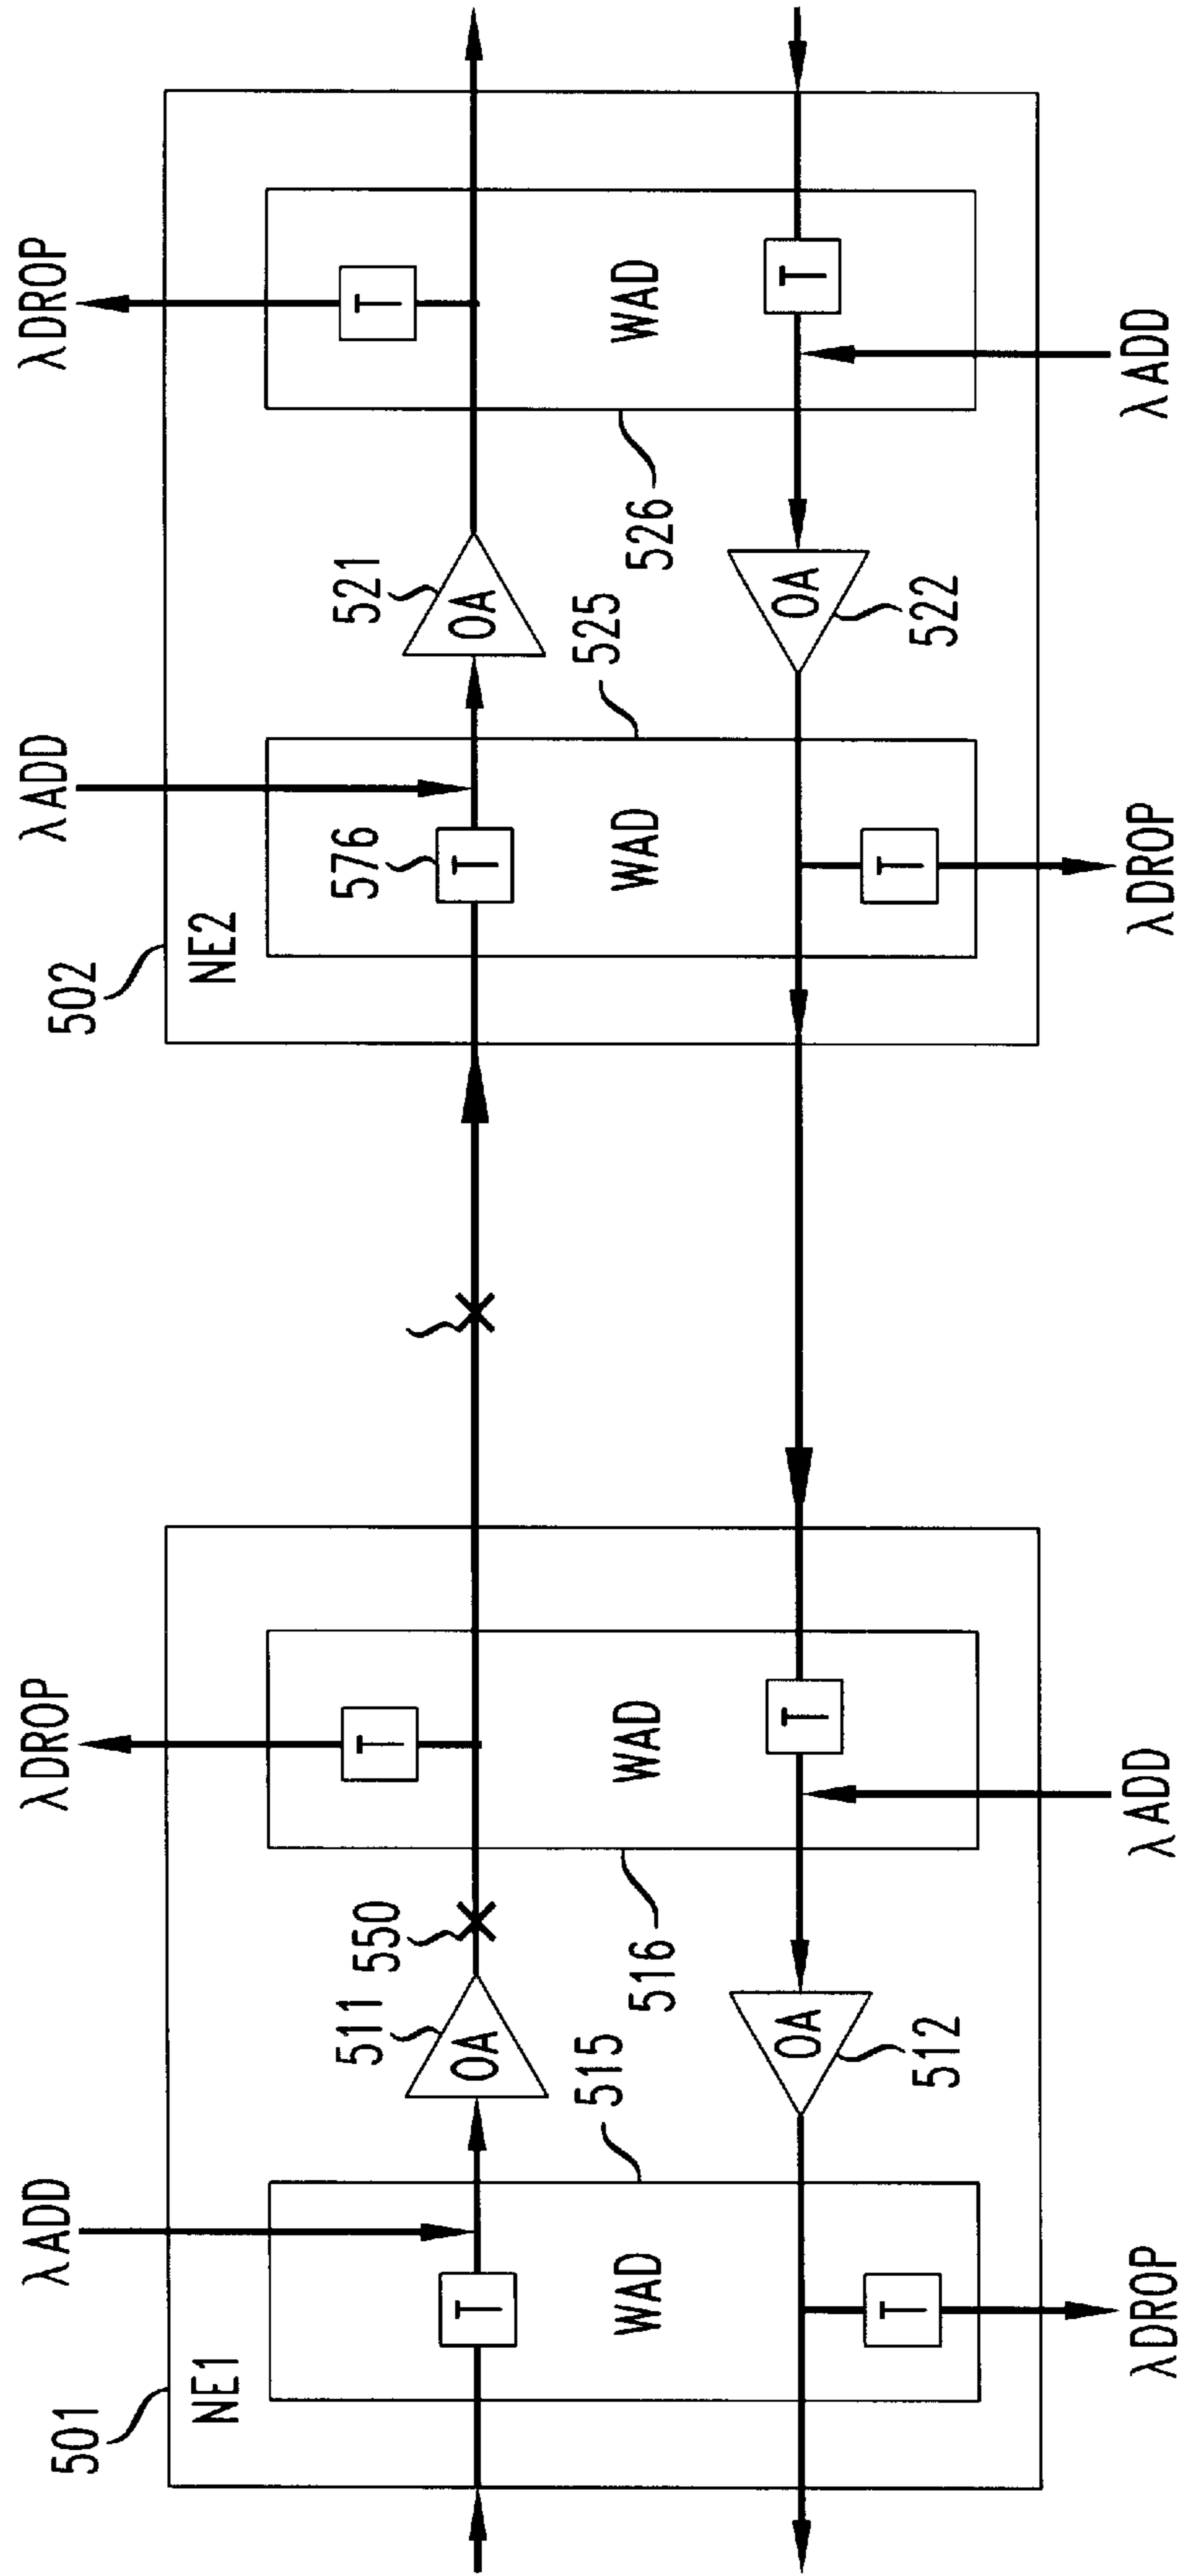 λADD
λDROP
λADD
λDROP
501
NE1
511
550
502
NE2
576
521
T
OA
T
T
OA
T
515
516
525
526
WAD
WAD
WAD
WAD
T
OA
T
T
OA
T
512
522
λDROP
λADD
λDROP
λADD